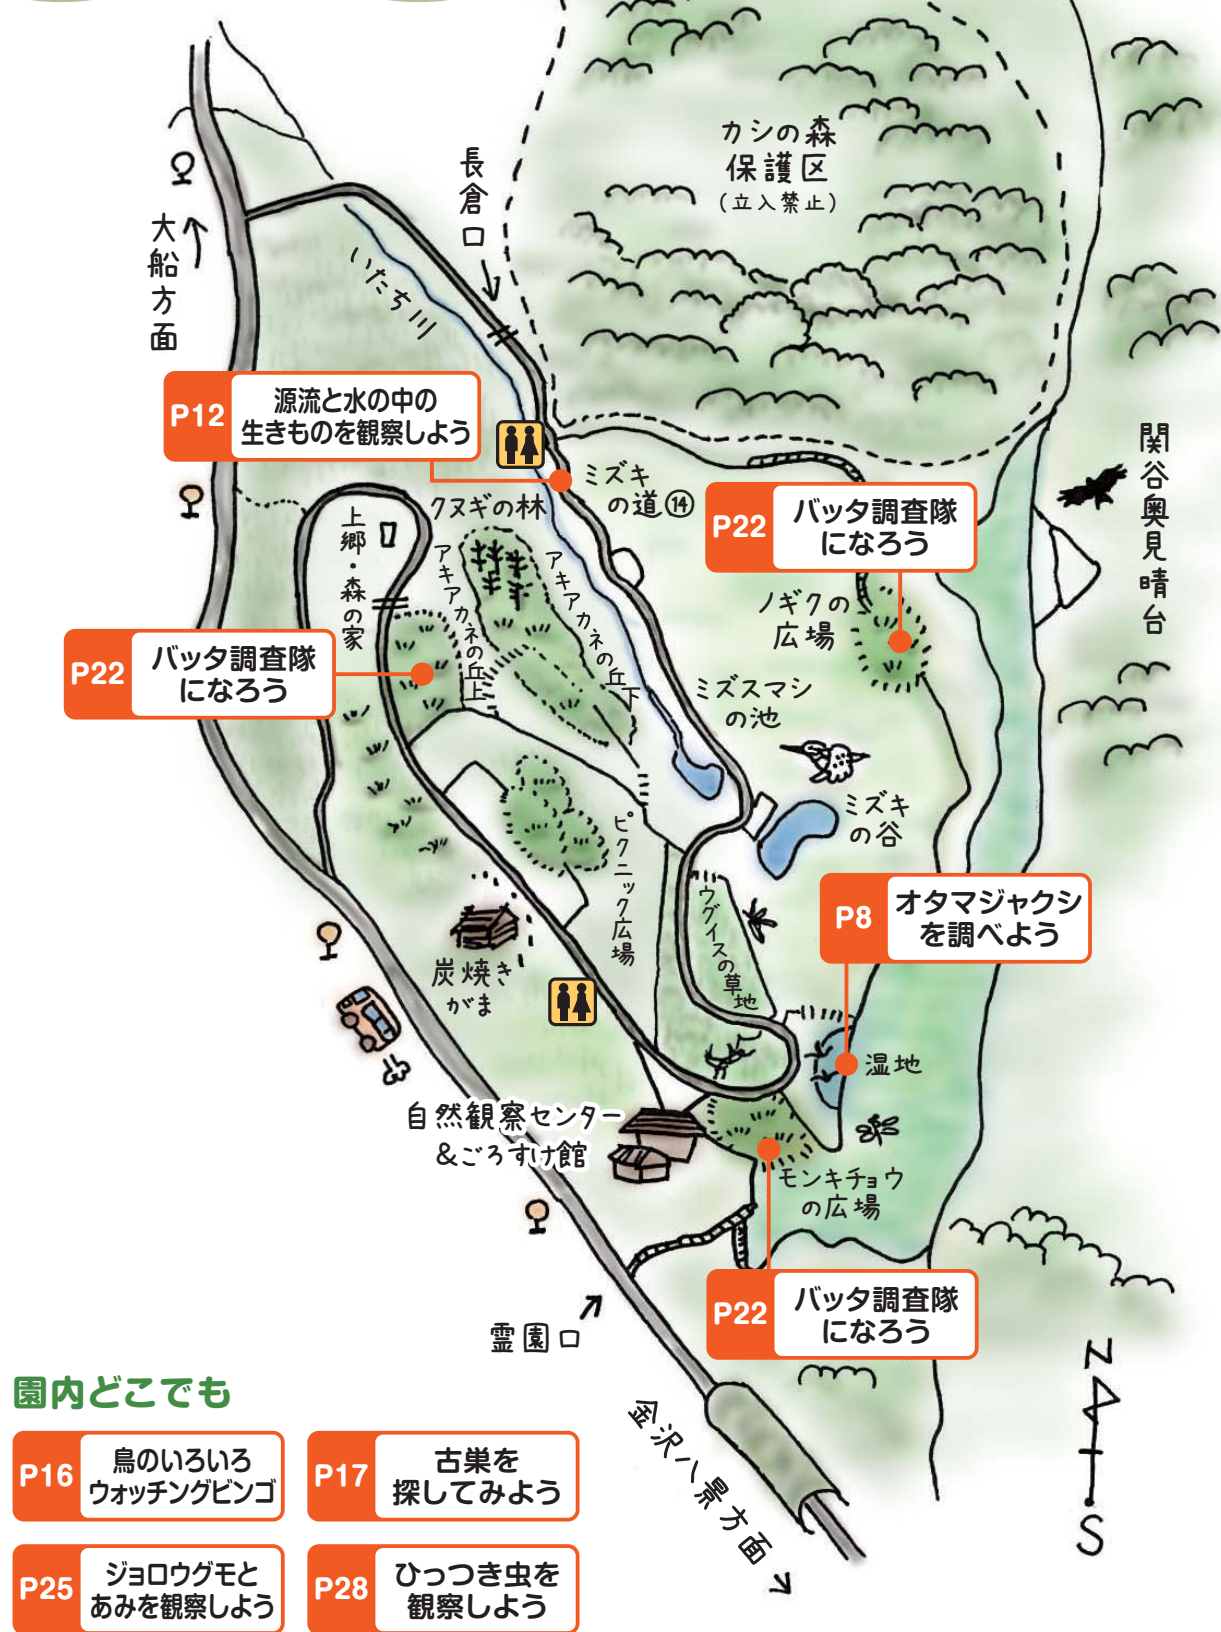 カシの森
保護区
(立入禁止)
長倉口
大船方面
いたち川
P12
源流と水の中の
生きものを観察しよう
関谷奥見晴台
ミズキ
の道⑭
クヌギの林
上郷・森の家
アキアカネの丘上
アキアカネの丘下
P22
バッタ調査隊
になろう
ノギクの
広場
P22
バッタ調査隊
になろう
ミズスマシ
の池
ミズキ
の谷
ピクニック広場
ウグイスの草地
P8
オタマジャクシ
を調べよう
炭焼き
がま
湿地
自然観察センター
&ごろすけ館
モンキチョウ
の広場
P22
バッタ調査隊
になろう
霊園口
金沢八景方面
N
S
園内どこでも
P16
鳥のいろいろ
ウォッチングビンゴ
P17
古巣を
探してみよう
P25
ジョロウグモと
あみを観察しよう
P28
ひっつき虫を
観察しよう